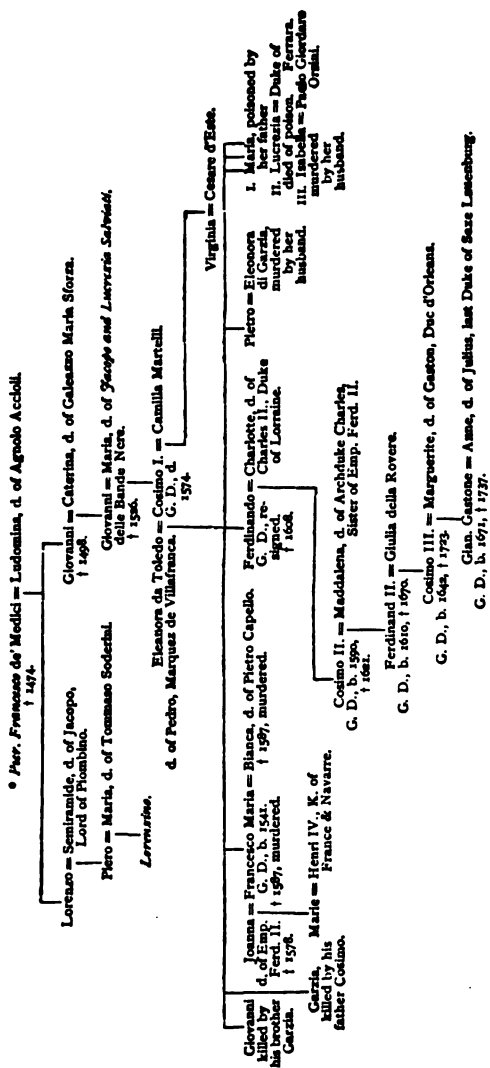 * Pier. Francesco de' Medici = Ludomina, d. of Agnolo Accioli.
† 1474.
Lorenzo = Semiramide, d. of Jacopo,
Lord of Piombino.
Giovanni = Caterina, d. of Galeazzo Maria Sforza.
† 1498.
Piero = Maria, d. of Tommaso Soderini.
Giovanni = Maria, d. of Jacopo and Lucrezia Salviati.
delle Bande Nere.
† 1526.
Lorenzino.
Eleanora da Toledo = Cosimo I. = Camilla Martelli.
d. of Pedro, Marquez de Villafranca.
G. D., d.
1574.
Virginia = Cesare d'Este.
Giovanni
killed by
his brother
Garzia.
Joanna = Francesco Maria = Bianca, d. of Pietro Capello.
d. of Emp.
Ferd. II.
† 1578.
G. D., b. 1541.
† 1587, murdered.
† 1587, murdered.
Ferdinando = Charlotte, d. of
G. D., re-
signed.
† 1608.
Charles II., Duke
of Lorraine.
Pietro = Eleonora
di Garzia,
murdered
by her
husband.
I. Maria, poisoned by
her father
II. Lucrezia = Duke of
died of poison. Ferrara.
III. Isabella = Paolo Giordano
murdered Orsini.
by her
husband.
Garzia,
killed by his
father Cosimo.
Marie = Henri IV., K. of
France & Navarre.
Cosimo II. = Maddalena, d. of Archduke Charles,
G. D., b. 1590,
† 1621.
Sister of Emp. Ferd. II.
Ferdinand II. = Giulia della Rovere.
G. D., b. 1610, † 1670.
Cosimo III. = Marguerite, d. of Gaston, Duc d'Orleans.
G. D., b. 1642, † 1723.
Gian. Gastone = Anne, d. of Julius, last Duke of Saxe Lauenburg.
G. D., b. 1671, † 1737.